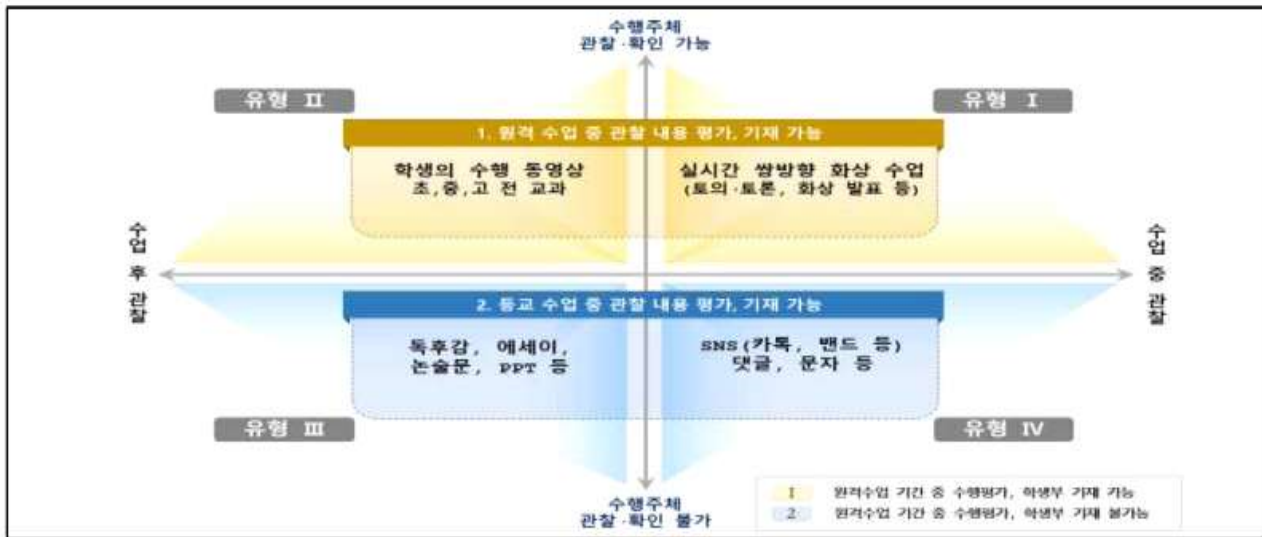 수행주체
관찰·확인 가능
유형 II
유형 I
1. 원격 수업 중 관찰 내용 평가, 기재 가능
학생의 수행 동영상
초,중,고 전 교과
실시간 쌍방향 화상 수업
(토의·토론, 화상 발표 등)
수업 후 관찰
수업 중 관찰
2. 등교 수업 중 관찰 내용 평가, 기재 가능
독후감, 에세이,
논술문, PPT 등
SNS(카톡, 밴드 등)
댓글, 문자 등
유형 III
유형 IV
수행주체
관찰·확인 불가
1 원격수업 기간 중 수행평가, 학생부 기재 가능
2 원격수업 기간 중 수행평가, 학생부 기재 불가능